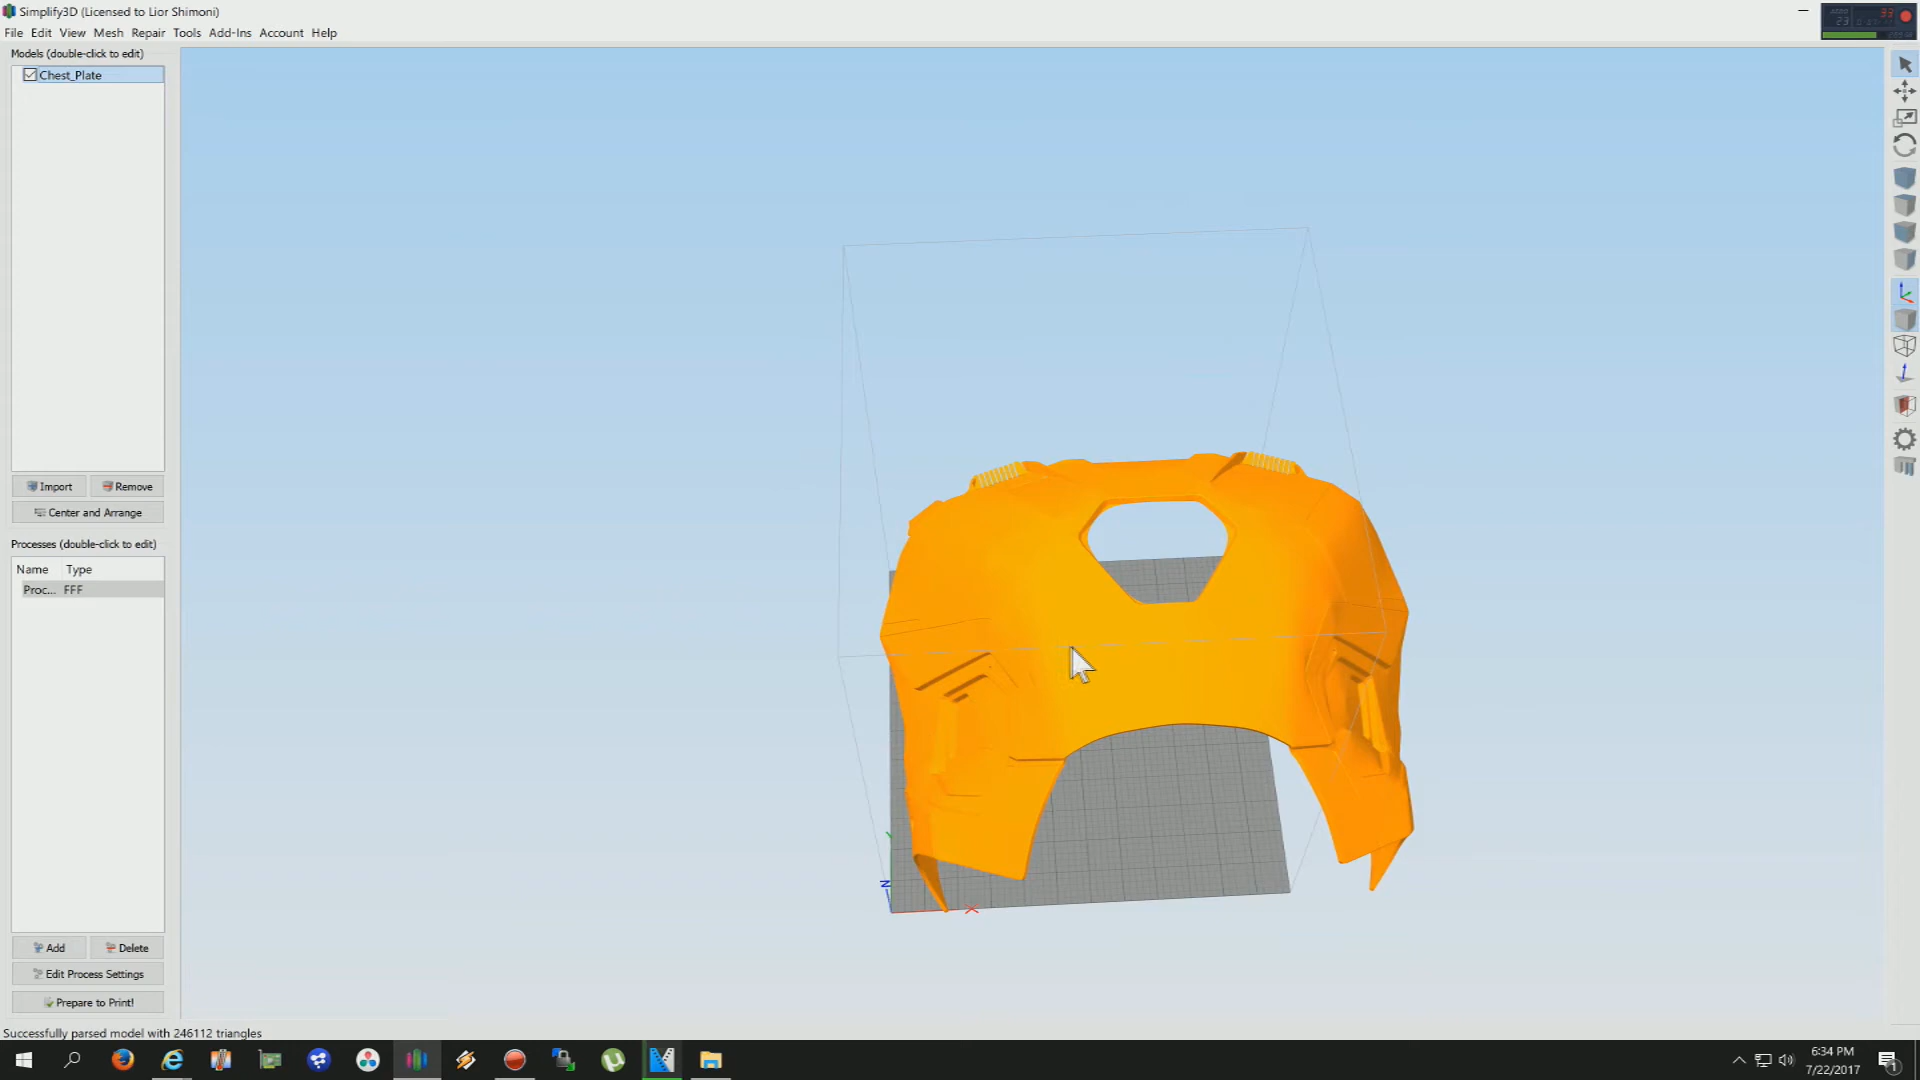 Simplify3D (Licensed to Lior Shimoni)
File Edit View Mesh Repair Tools Add-Ins Account Help
Models (double-click to edit)
Chest_Plate
Import Remove
Center and Arrange
Processes (double-click to edit)
Name Type
Proc... FFF
Add Delete
Edit Process Settings
Prepare to Print!
Successfully parsed model with 246112 triangles
6:34 PM
7/22/2017